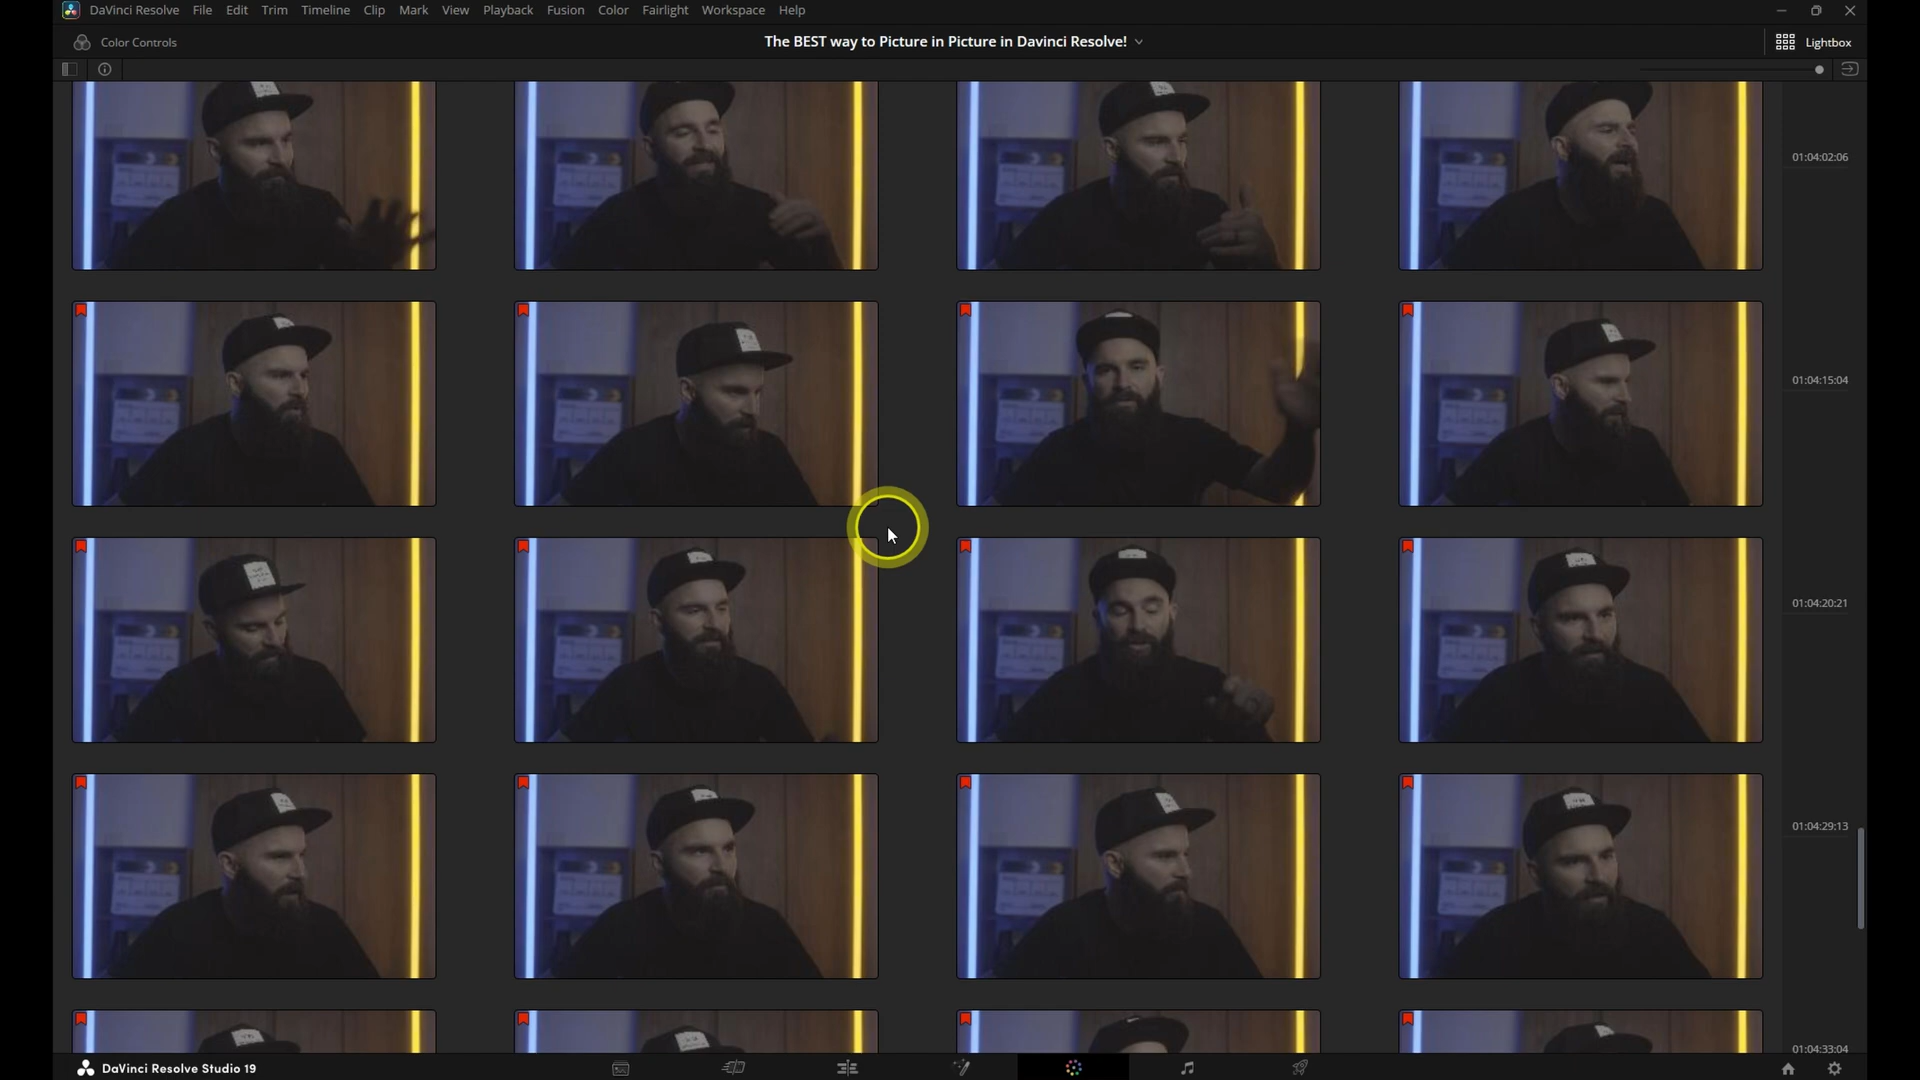 DaVinci Resolve File Edit Trim Timeline Clip Mark View Playback Fusion Color Fairlight Workspace Help
Color Controls
The BEST way to Picture in Picture in Davinci Resolve!
Lightbox
01:04:02:06
01:04:15:04
01:04:20:21
01:04:29:13
01:04:33:04
DaVinci Resolve Studio 19